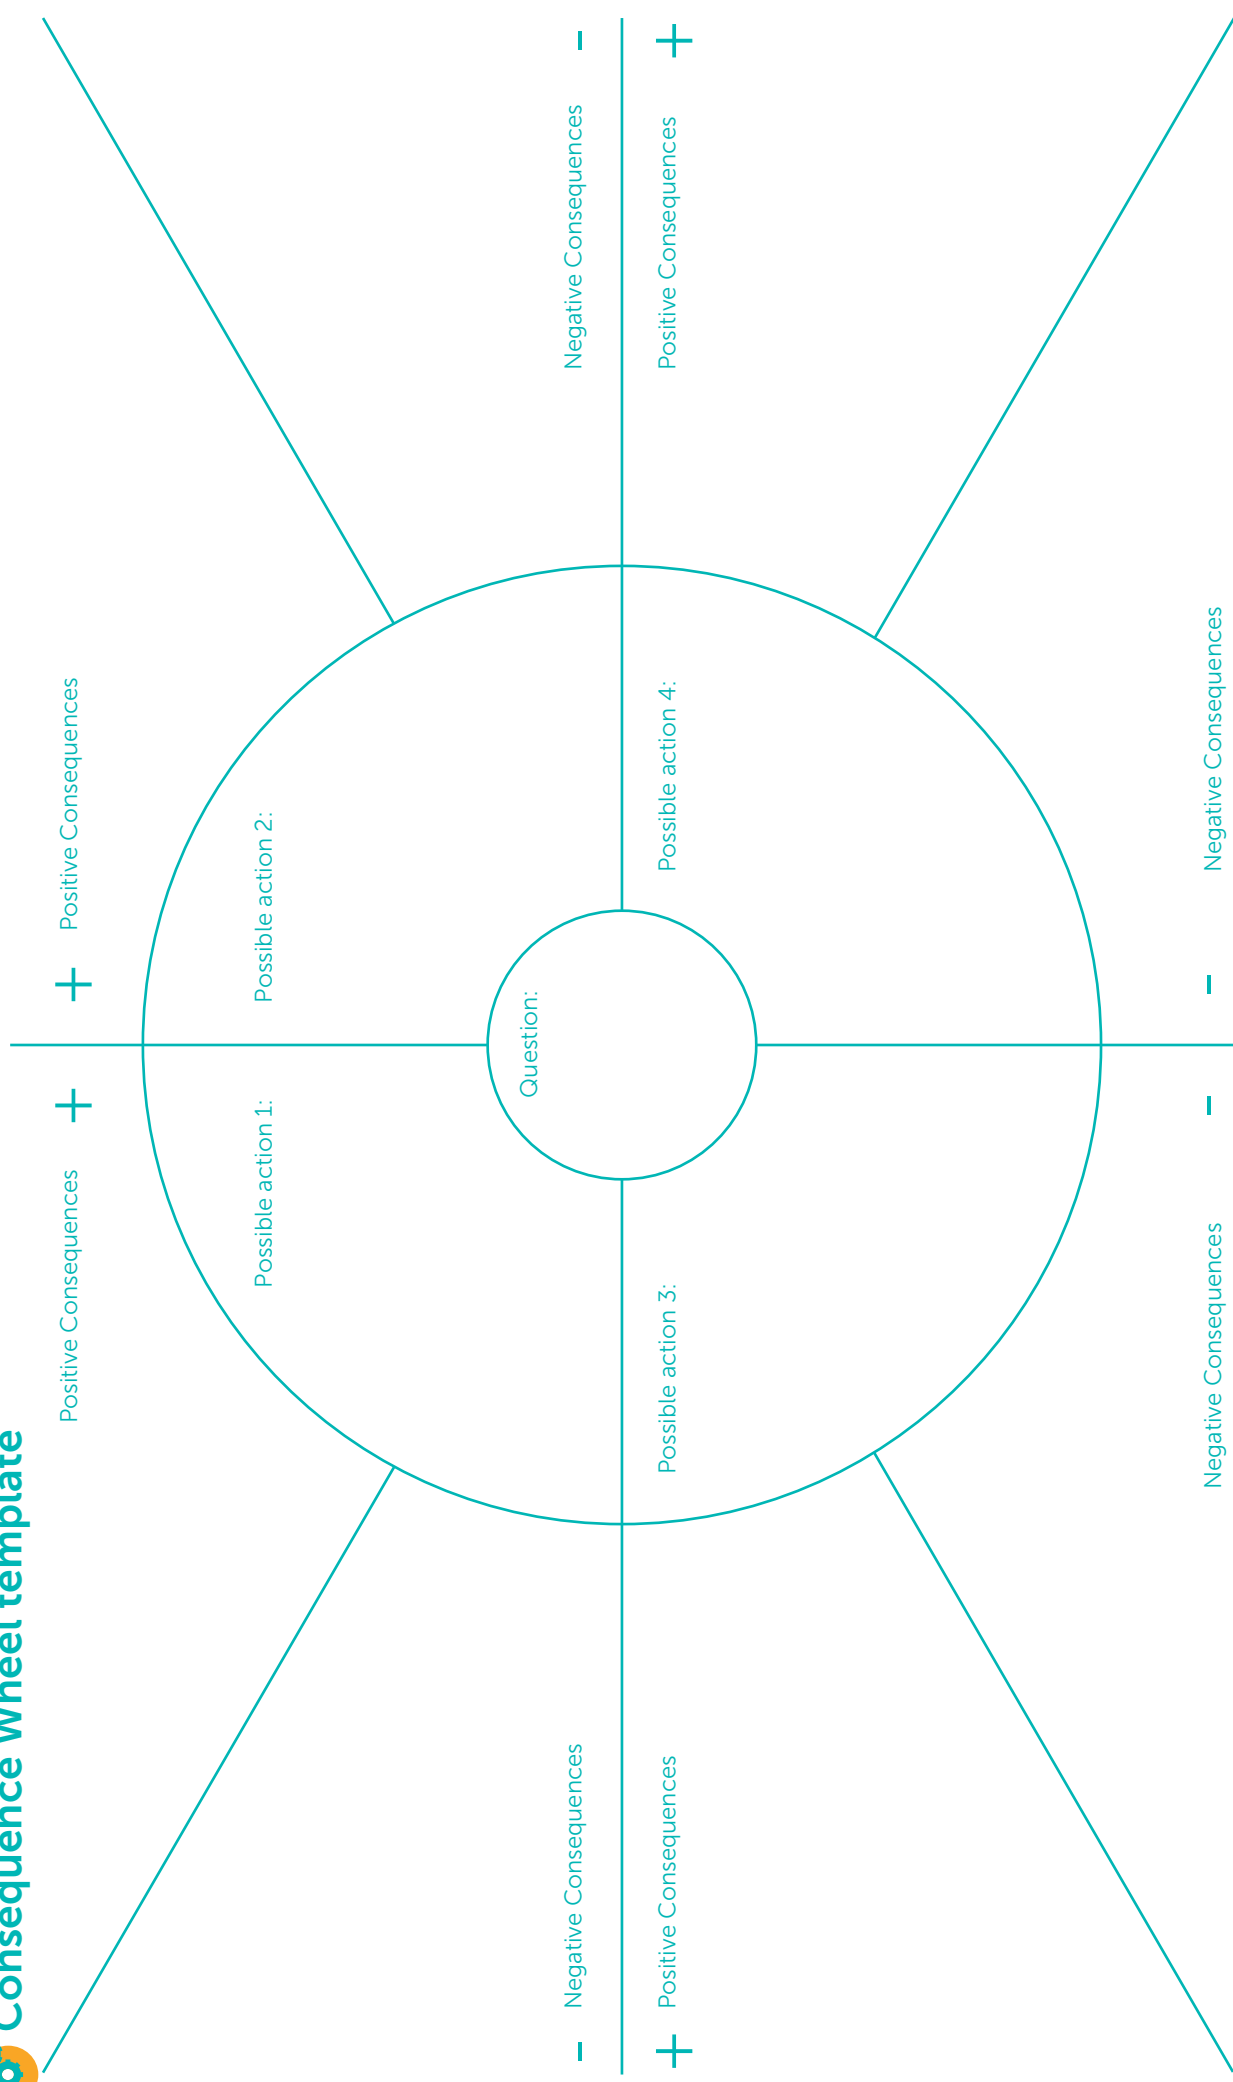 Consequence Wheel template
Positive Consequences +
+ Positive Consequences
Possible action 1:
Possible action 2:
Question:
- Negative Consequences
Negative Consequences -
+ Positive Consequences
Possible action 3:
Possible action 4:
Positive Consequences +
Negative Consequences -
- Negative Consequences